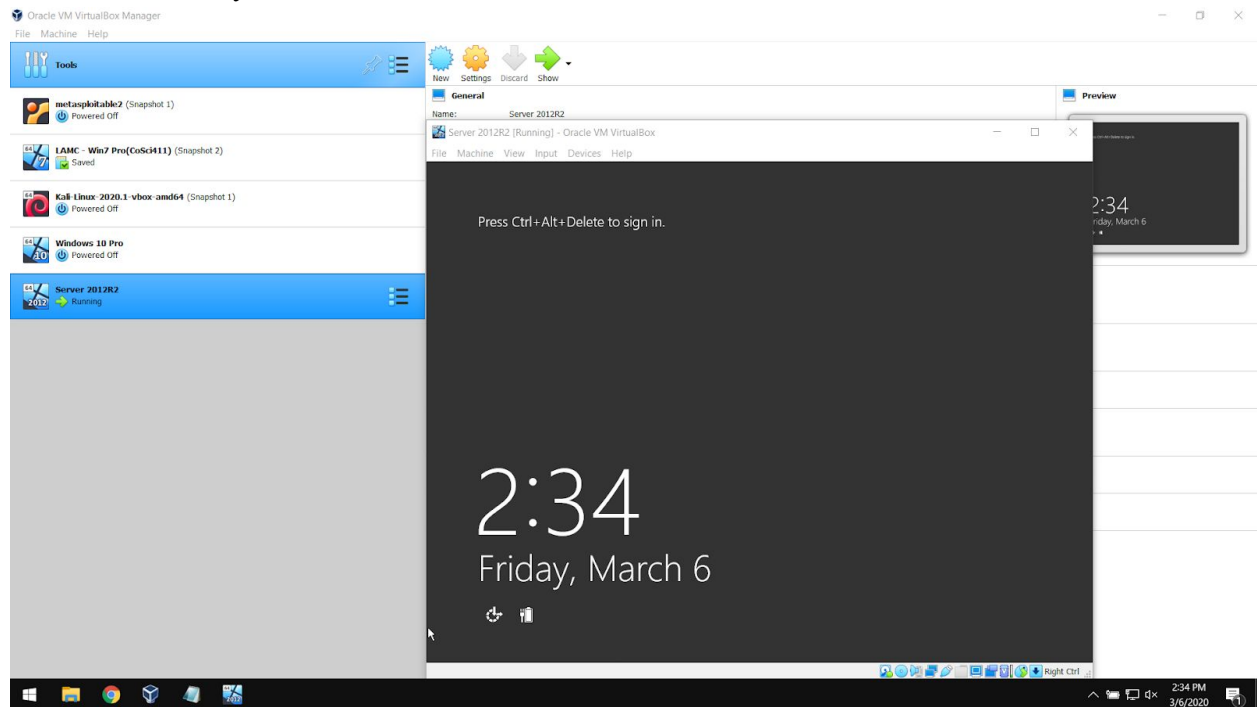 Oracle VM VirtualBox Manager
File Machine Help
Tools
New Settings Discard Show
metasploitable2 (Snapshot 1)
Powered Off
LAMC - Win7 Pro(CoSci411) (Snapshot 2)
Saved
Kali-Linux-2020.1-vbox-amd64 (Snapshot 1)
Powered Off
Windows 10 Pro
Powered Off
Server 2012R2
Running
General
Name: Server 2012R2
Preview
Server 2012R2 [Running] - Oracle VM VirtualBox
File Machine View Input Devices Help
Press Ctrl+Alt+Delete to sign in.
2:34
Friday, March 6
2:34
riday, March 6
Right Ctrl
2:34 PM
3/6/2020